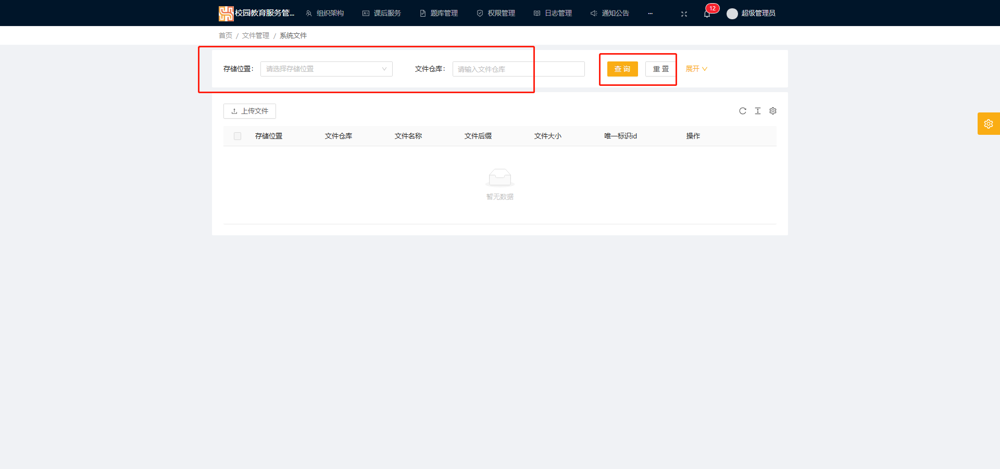 校园教育服务管... 组织架构 课后服务 题库管理 权限管理 日志管理 通知公告 ... 12 超级管理员
首页 / 文件管理 / 系统文件
存储位置: 请选择存储位置 文件仓库: 请输入文件仓库 查 询 重 置 展开
上传文件
存储位置 文件仓库 文件名称 文件后缀 文件大小 唯一标识id 操作
暂无数据